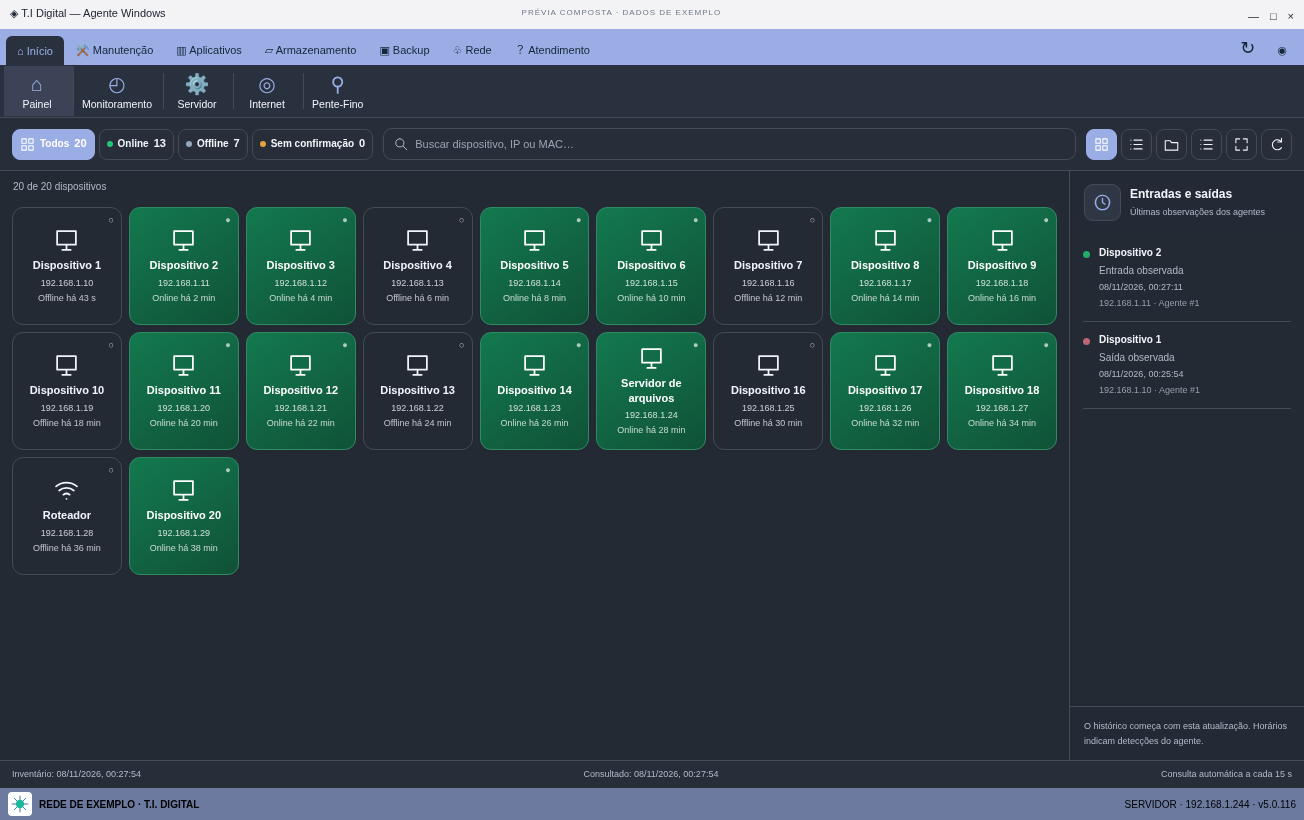 T.I Digital — Agente Windows
PRÉVIA COMPOSTA · DADOS DE EXEMPLO
Início
Manutenção
Aplicativos
Armazenamento
Backup
Rede
? Atendimento
Painel
Monitoramento
Servidor
Internet
Pente-Fino
Todos 20
Online 13
Offline 7
Sem confirmação 0
Buscar dispositivo, IP ou MAC…
20 de 20 dispositivos
Dispositivo 1
192.168.1.10
Offline há 43 s
Dispositivo 2
192.168.1.11
Online há 2 min
Dispositivo 3
192.168.1.12
Online há 4 min
Dispositivo 4
192.168.1.13
Offline há 6 min
Dispositivo 5
192.168.1.14
Online há 8 min
Dispositivo 6
192.168.1.15
Online há 10 min
Dispositivo 7
192.168.1.16
Offline há 12 min
Dispositivo 8
192.168.1.17
Online há 14 min
Dispositivo 9
192.168.1.18
Online há 16 min
Dispositivo 10
192.168.1.19
Offline há 18 min
Dispositivo 11
192.168.1.20
Online há 20 min
Dispositivo 12
192.168.1.21
Online há 22 min
Dispositivo 13
192.168.1.22
Offline há 24 min
Dispositivo 14
192.168.1.23
Online há 26 min
Servidor de
arquivos
192.168.1.24
Online há 28 min
Dispositivo 16
192.168.1.25
Offline há 30 min
Dispositivo 17
192.168.1.26
Online há 32 min
Dispositivo 18
192.168.1.27
Online há 34 min
Roteador
192.168.1.28
Offline há 36 min
Dispositivo 20
192.168.1.29
Online há 38 min
Entradas e saídas
Últimas observações dos agentes
Dispositivo 2
Entrada observada
08/11/2026, 00:27:11
192.168.1.11 · Agente #1
Dispositivo 1
Saída observada
08/11/2026, 00:25:54
192.168.1.10 · Agente #1
O histórico começa com esta atualização. Horários
indicam detecções do agente.
Inventário: 08/11/2026, 00:27:54
Consultado: 08/11/2026, 00:27:54
Consulta automática a cada 15 s
REDE DE EXEMPLO · T.I. DIGITAL
SERVIDOR · 192.168.1.244 · v5.0.116